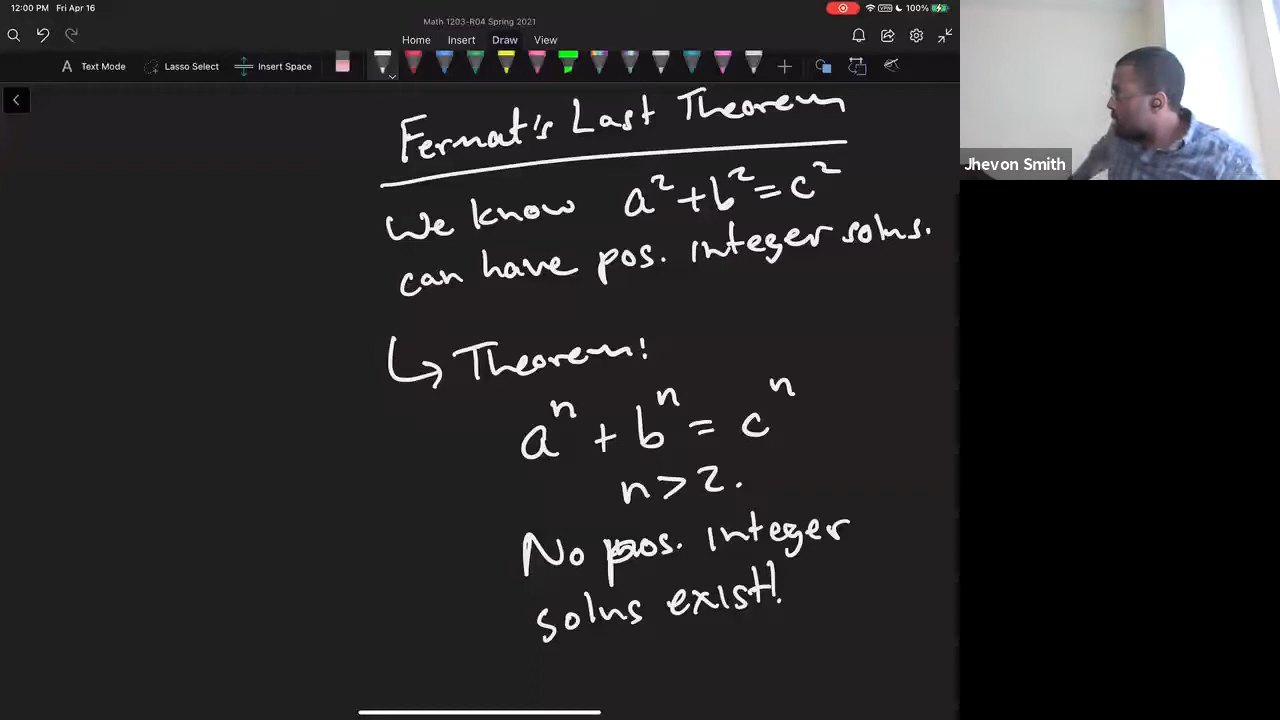 12:00 PM Fri Apr 16
VPN 100%
Math 1203-R04 Spring 2021
Home Insert Draw View
Text Mode Lasso Select Insert Space
Jhevon Smith
Fermat's Last Theorem
We know a² + b² = c²
can have pos. integer solns.
↳ Theorem:
aⁿ + bⁿ = cⁿ
n > 2.
No pos. integer
solns exist!